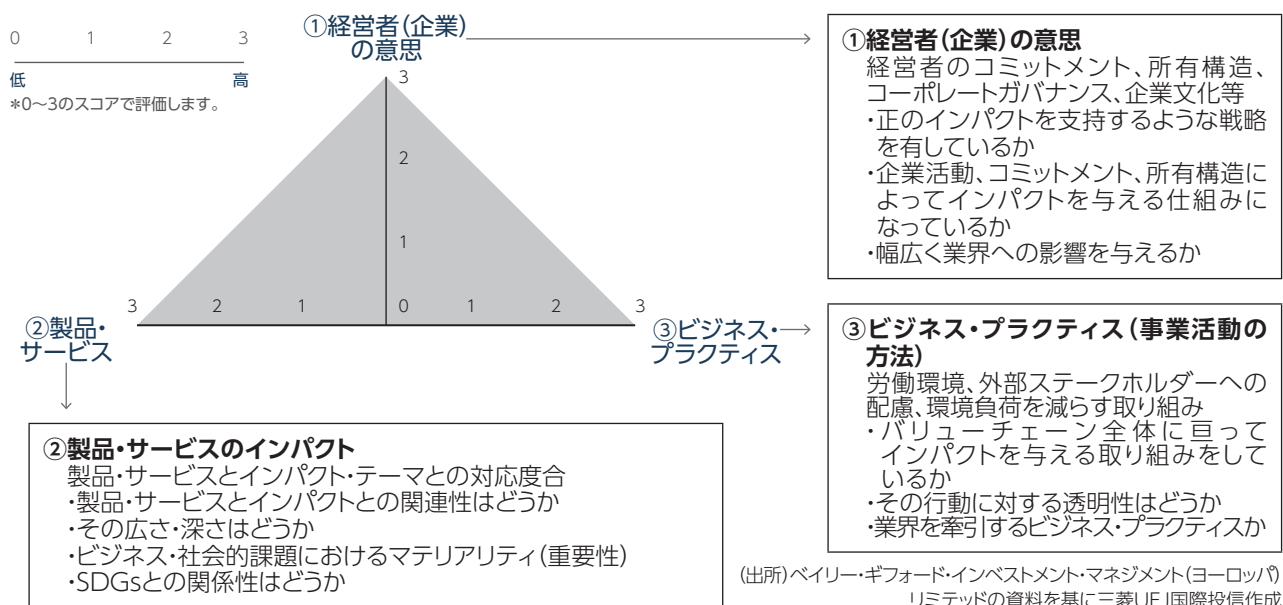 0 1 2 3
低 高
*0~3のスコアで評価します。
①経営者(企業)
の意思
3
2
1
3 2 1 0 1 2 3
②製品・
サービス
③ビジネス・
プラクティス
①経営者(企業)の意思
経営者のコミットメント、所有構造、
コーポレートガバナンス、企業文化等
・正のインパクトを支持するような戦略
を有しているか
・企業活動、コミットメント、所有構造に
よってインパクトを与える仕組みに
なっているか
・幅広く業界への影響を与えるか
③ビジネス・プラクティス(事業活動の
方法)
労働環境、外部ステークホルダーへの
配慮、環境負荷を減らす取り組み
・バリューチェーン全体に亘って
インパクトを与える取り組みをして
いるか
・その行動に対する透明性はどうか
・業界を牽引するビジネス・プラクティスか
②製品・サービスのインパクト
製品・サービスとインパクト・テーマとの対応度合
・製品・サービスとインパクトとの関連性はどうか
・その広さ・深さはどうか
・ビジネス・社会的課題におけるマテリアリティ(重要性)
・SDGsとの関係性はどうか
(出所)ベイリー・ギフォード・インベストメント・マネジメント(ヨーロッパ)
リミテッドの資料を基に三菱UFJ国際投信作成